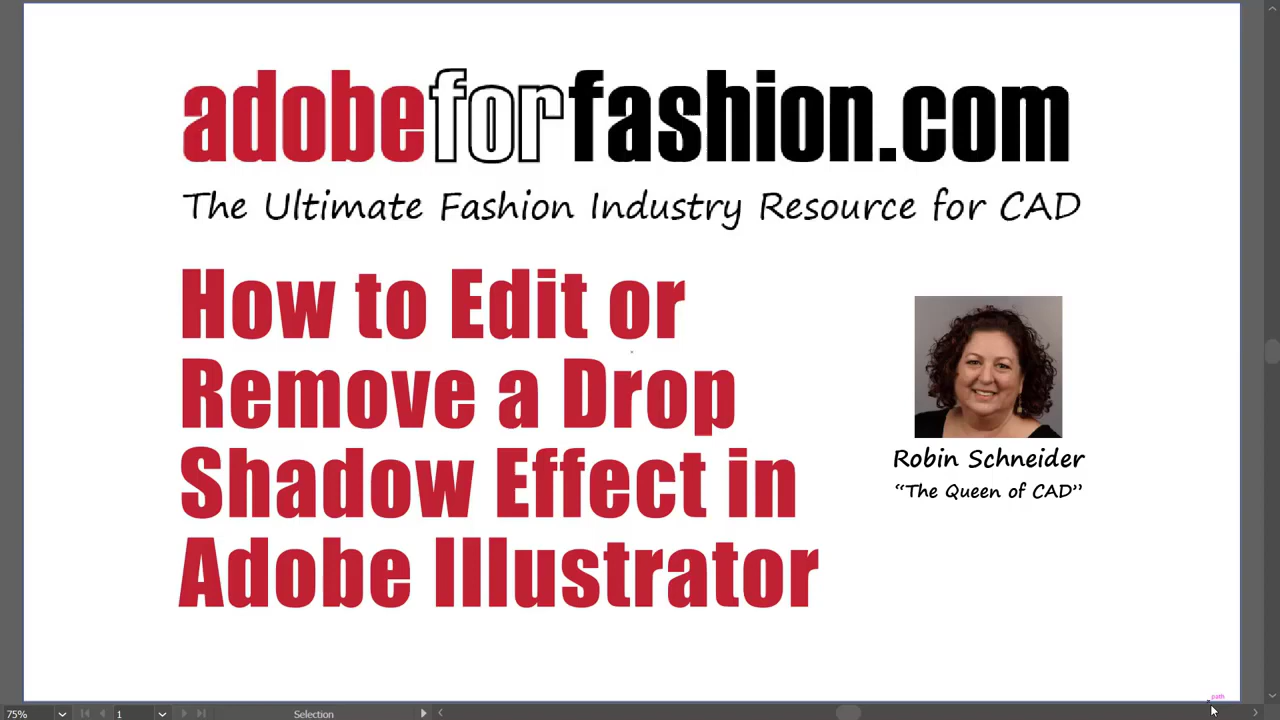 adobeforfashion.com
The Ultimate Fashion Industry Resource for CAD
How to Edit or
Remove a Drop
Shadow Effect in
Adobe Illustrator
Robin Schneider
“The Queen of CAD”
path
75%
1
Selection